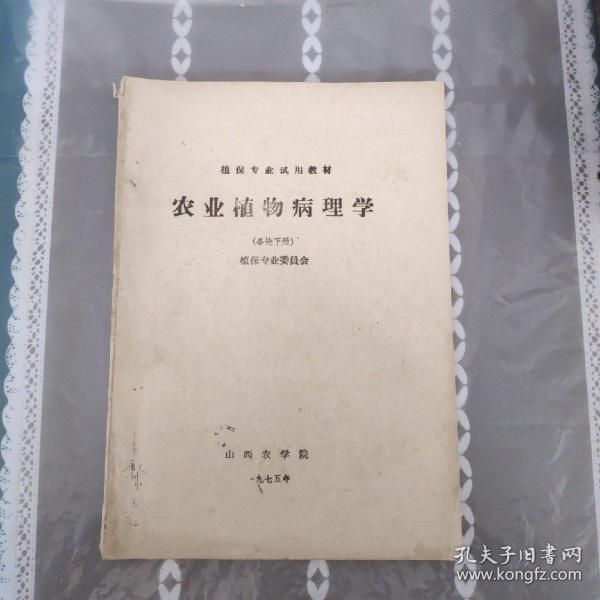 植保专业试用教材
农业植物病理学
(各论下册)
植保专业委員会
山西农学院
一九七五年
孔夫子旧書网
www.kongfz.com